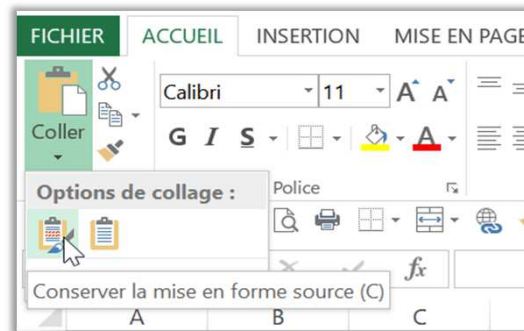 FICHIER ACCUEIL INSERTION MISE EN PAGE
Calibri 11 A A
Coller
G I S A
Options de collage : Police
fx
Conserver la mise en forme source (C)
A B C